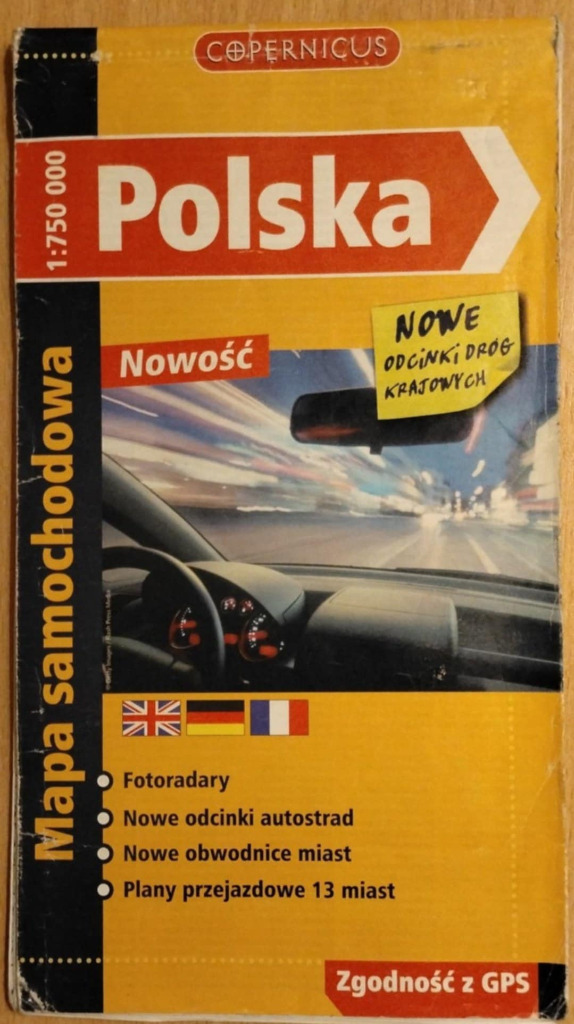 COPERNICUS
1:750 000
Polska
Nowość
NOWE
ODCINKI DRÓG
KRAJOWYCH
Mapa samochodowa
Fotoradary
Nowe odcinki autostrad
Nowe obwodnice miast
Plany przejazdowe 13 miast
Zgodność z GPS